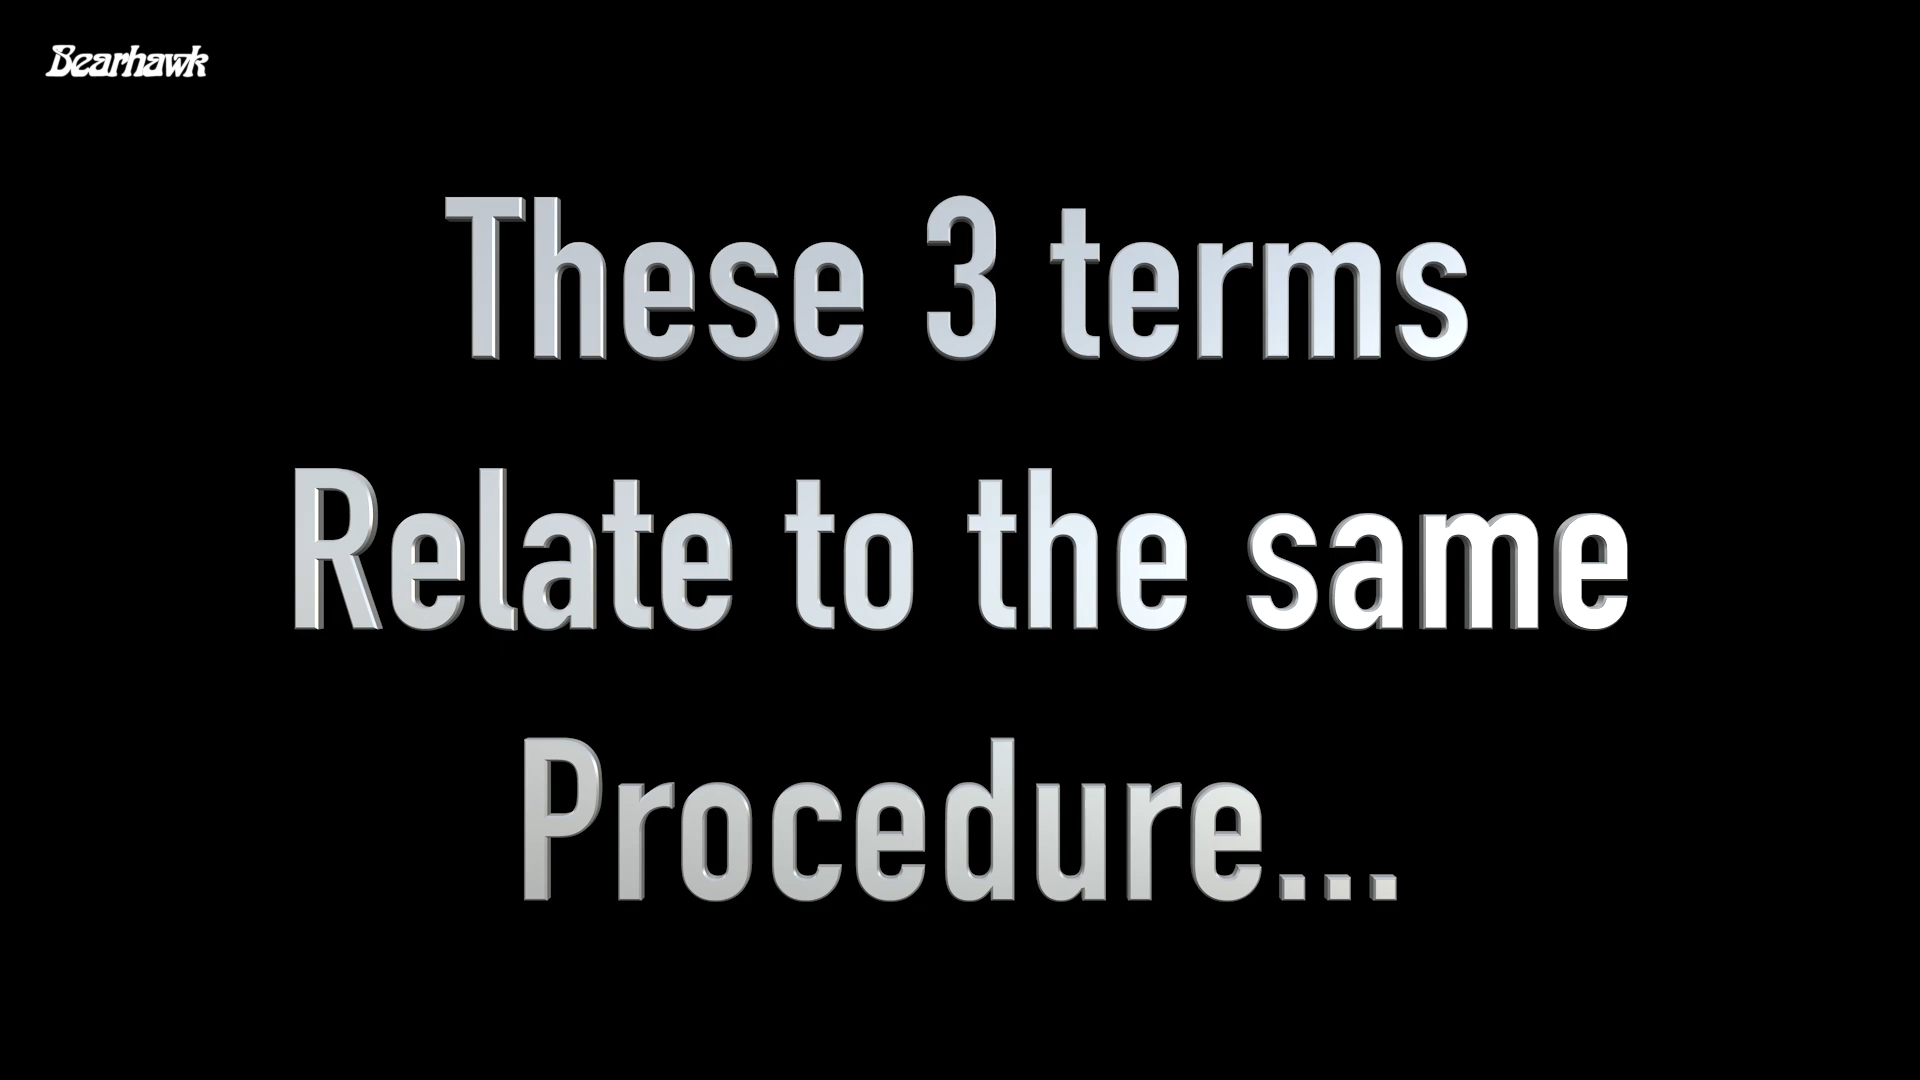 Bearhawk
These 3 terms
Relate to the same
Procedure...